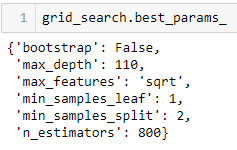 1 grid_search.best_params_
{'bootstrap': False,
'max_depth': 110,
'max_features': 'sqrt',
'min_samples_leaf': 1,
'min_samples_split': 2,
'n_estimators': 800}